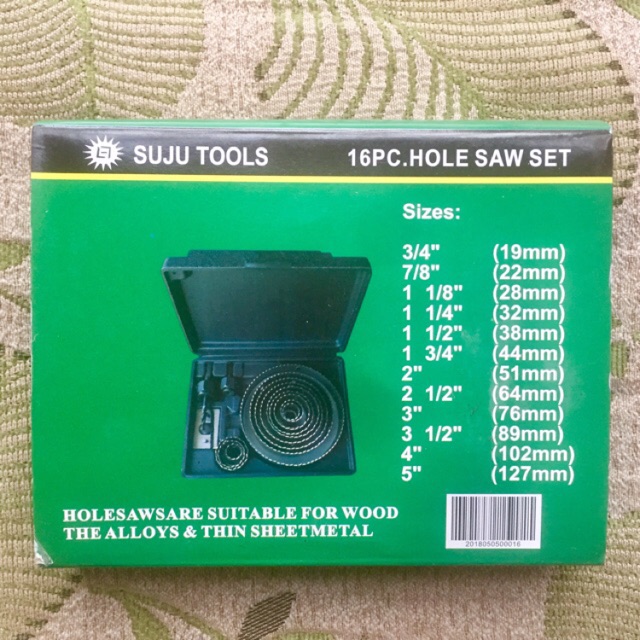 SUJU TOOLS 16PC.HOLE SAW SET
Sizes:
3/4" (19mm)
7/8" (22mm)
1 1/8" (28mm)
1 1/4" (32mm)
1 1/2" (38mm)
1 3/4" (44mm)
2" (51mm)
2 1/2" (64mm)
3" (76mm)
3 1/2" (89mm)
4" (102mm)
5" (127mm)
HOLESAWSARE SUITABLE FOR WOOD
THE ALLOYS & THIN SHEETMETAL
2018050500016